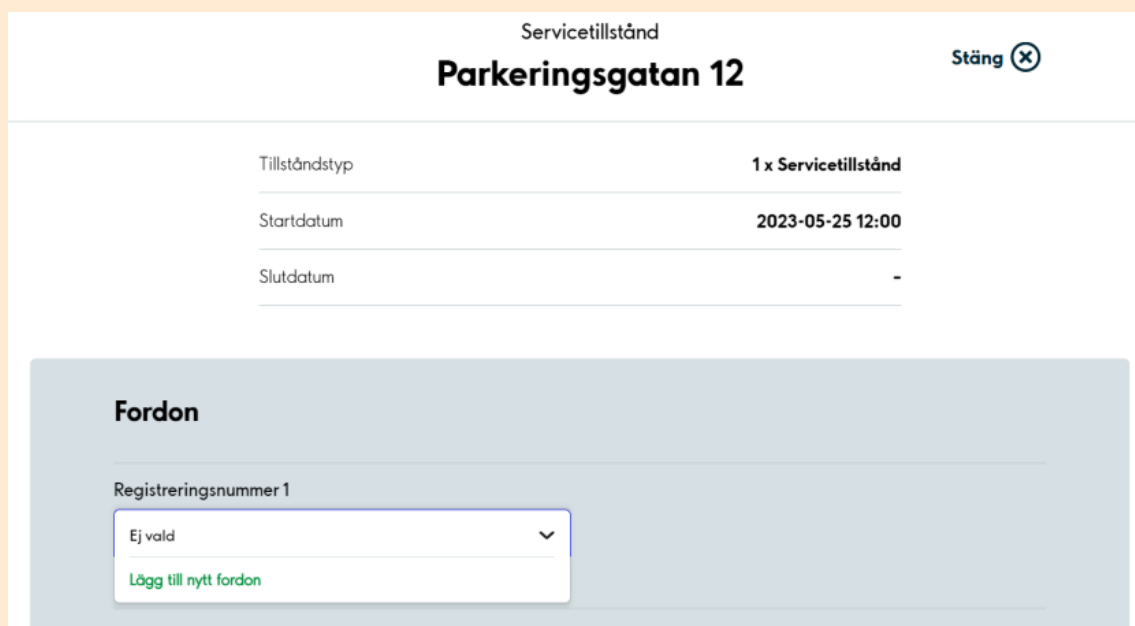 Servicetillstånd
Parkeringsgatan 12
Stäng
Tillståndstyp 1 x Servicetillstånd
Startdatum 2023-05-25 12:00
Slutdatum -
Fordon
Registreringsnummer 1
Ej vald
Lägg till nytt fordon